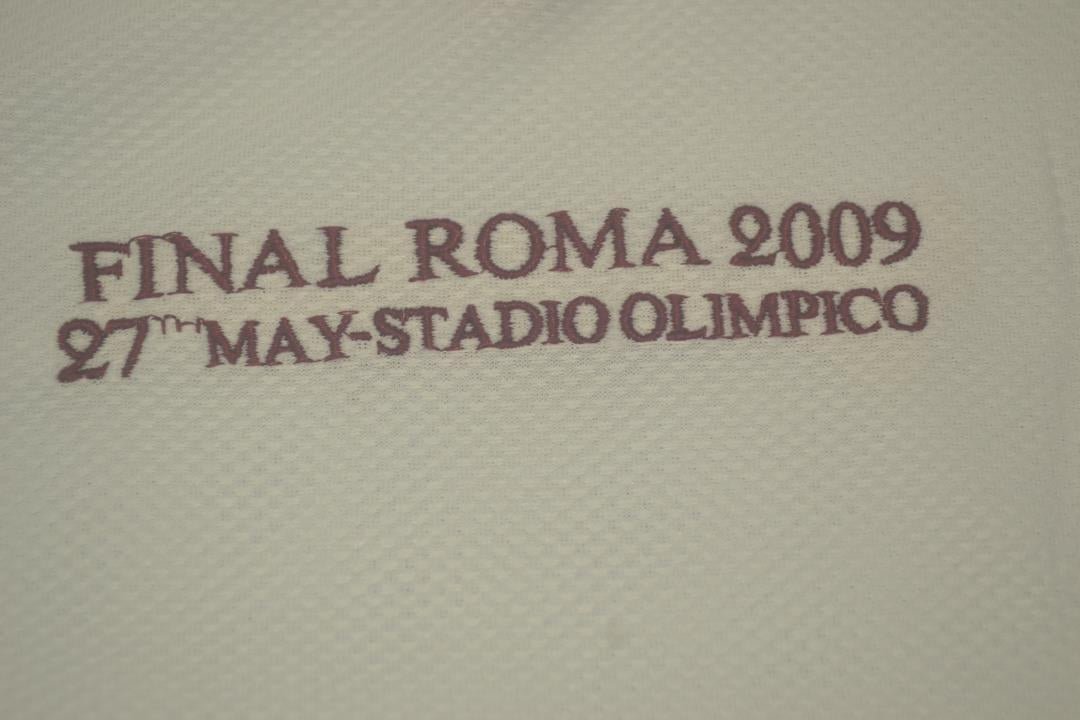 FINAL ROMA 2009
27TH MAY-STADIO OLIMPICO